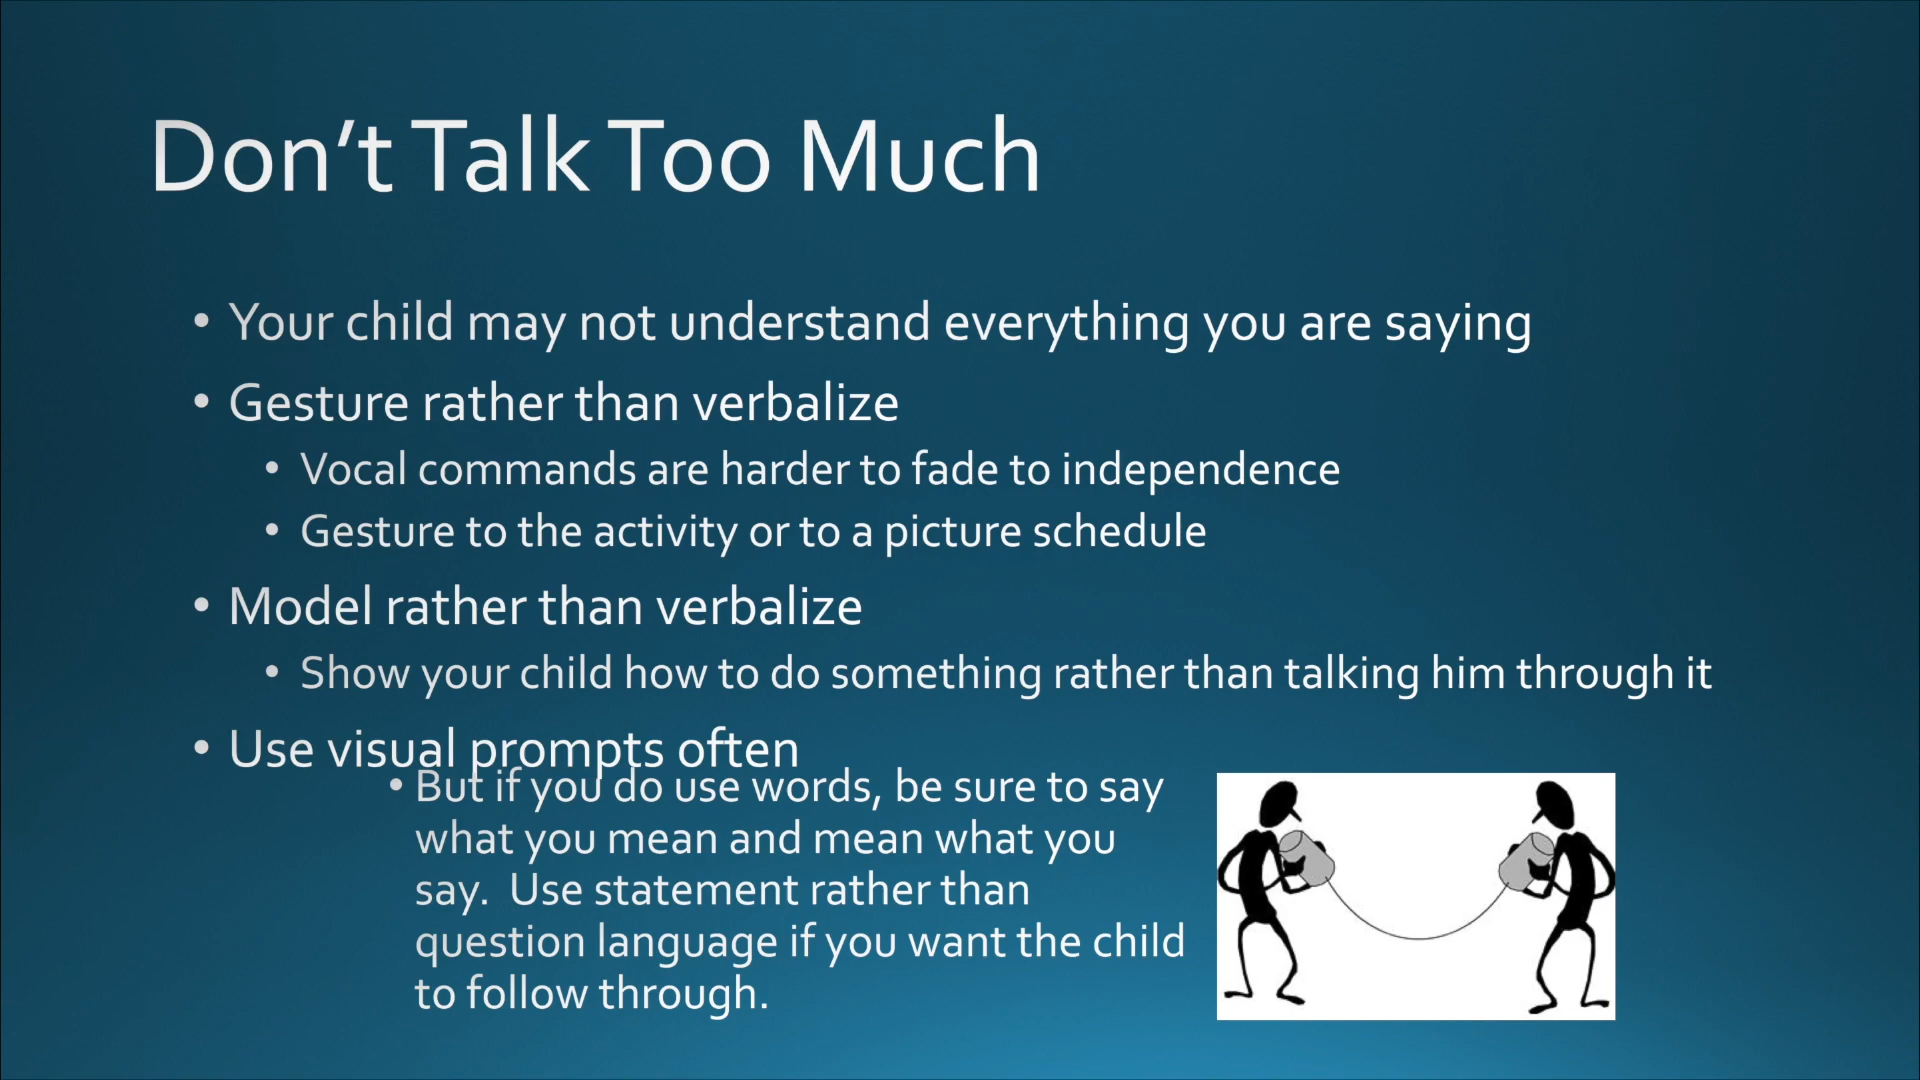 Don’t Talk Too Much
• Your child may not understand everything you are saying
• Gesture rather than verbalize
• Vocal commands are harder to fade to independence
• Gesture to the activity or to a picture schedule
• Model rather than verbalize
• Show your child how to do something rather than talking him through it
• Use visual prompts often
• But if you do use words, be sure to say
what you mean and mean what you
say.  Use statement rather than
question language if you want the child
to follow through.